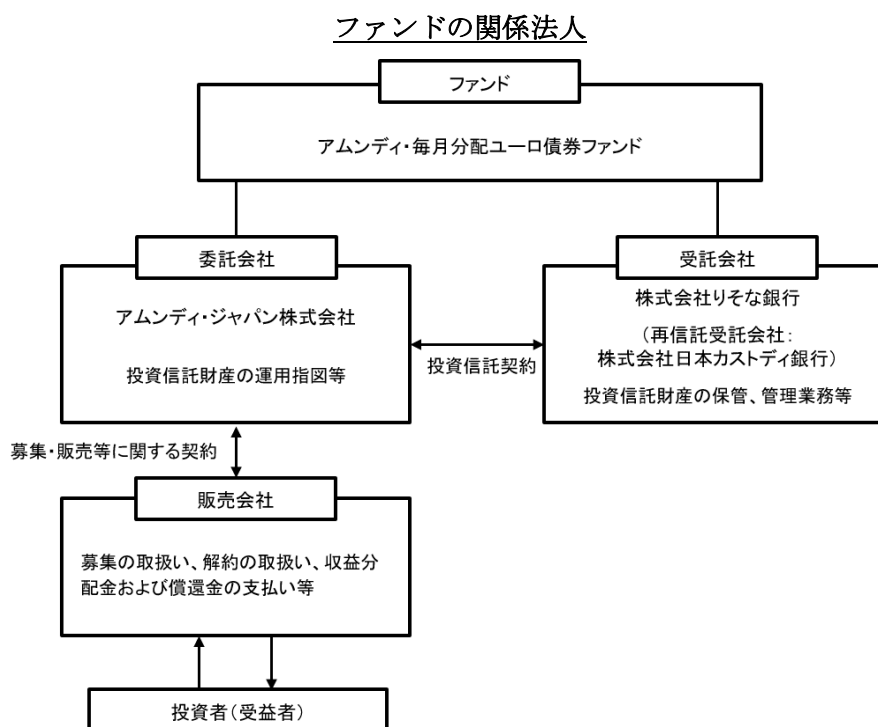 ファンドの関係法人
ファンド
アムンディ・毎月分配ユーロ債券ファンド
委託会社
アムンディ・ジャパン株式会社
投資信託財産の運用指図等
投資信託契約
受託会社
株式会社りそな銀行
(再信託受託会社:
株式会社日本カストディ銀行)
投資信託財産の保管、管理業務等
募集・販売等に関する契約
販売会社
募集の取扱い、解約の取扱い、収益分
配金および償還金の支払い等
投資者(受益者)